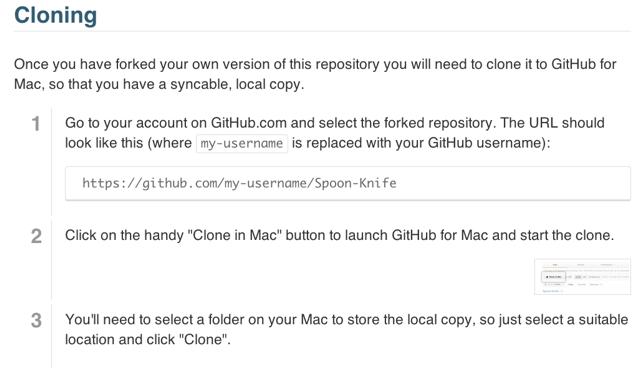 Cloning
Once you have forked your own version of this repository you will need to clone it to GitHub for
Mac, so that you have a syncable, local copy.
1 Go to your account on GitHub.com and select the forked repository. The URL should
look like this (where my-username is replaced with your GitHub username):
https://github.com/my-username/Spoon-Knife
2 Click on the handy "Clone in Mac" button to launch GitHub for Mac and start the clone.
3 You'll need to select a folder on your Mac to store the local copy, so just select a suitable
location and click "Clone".